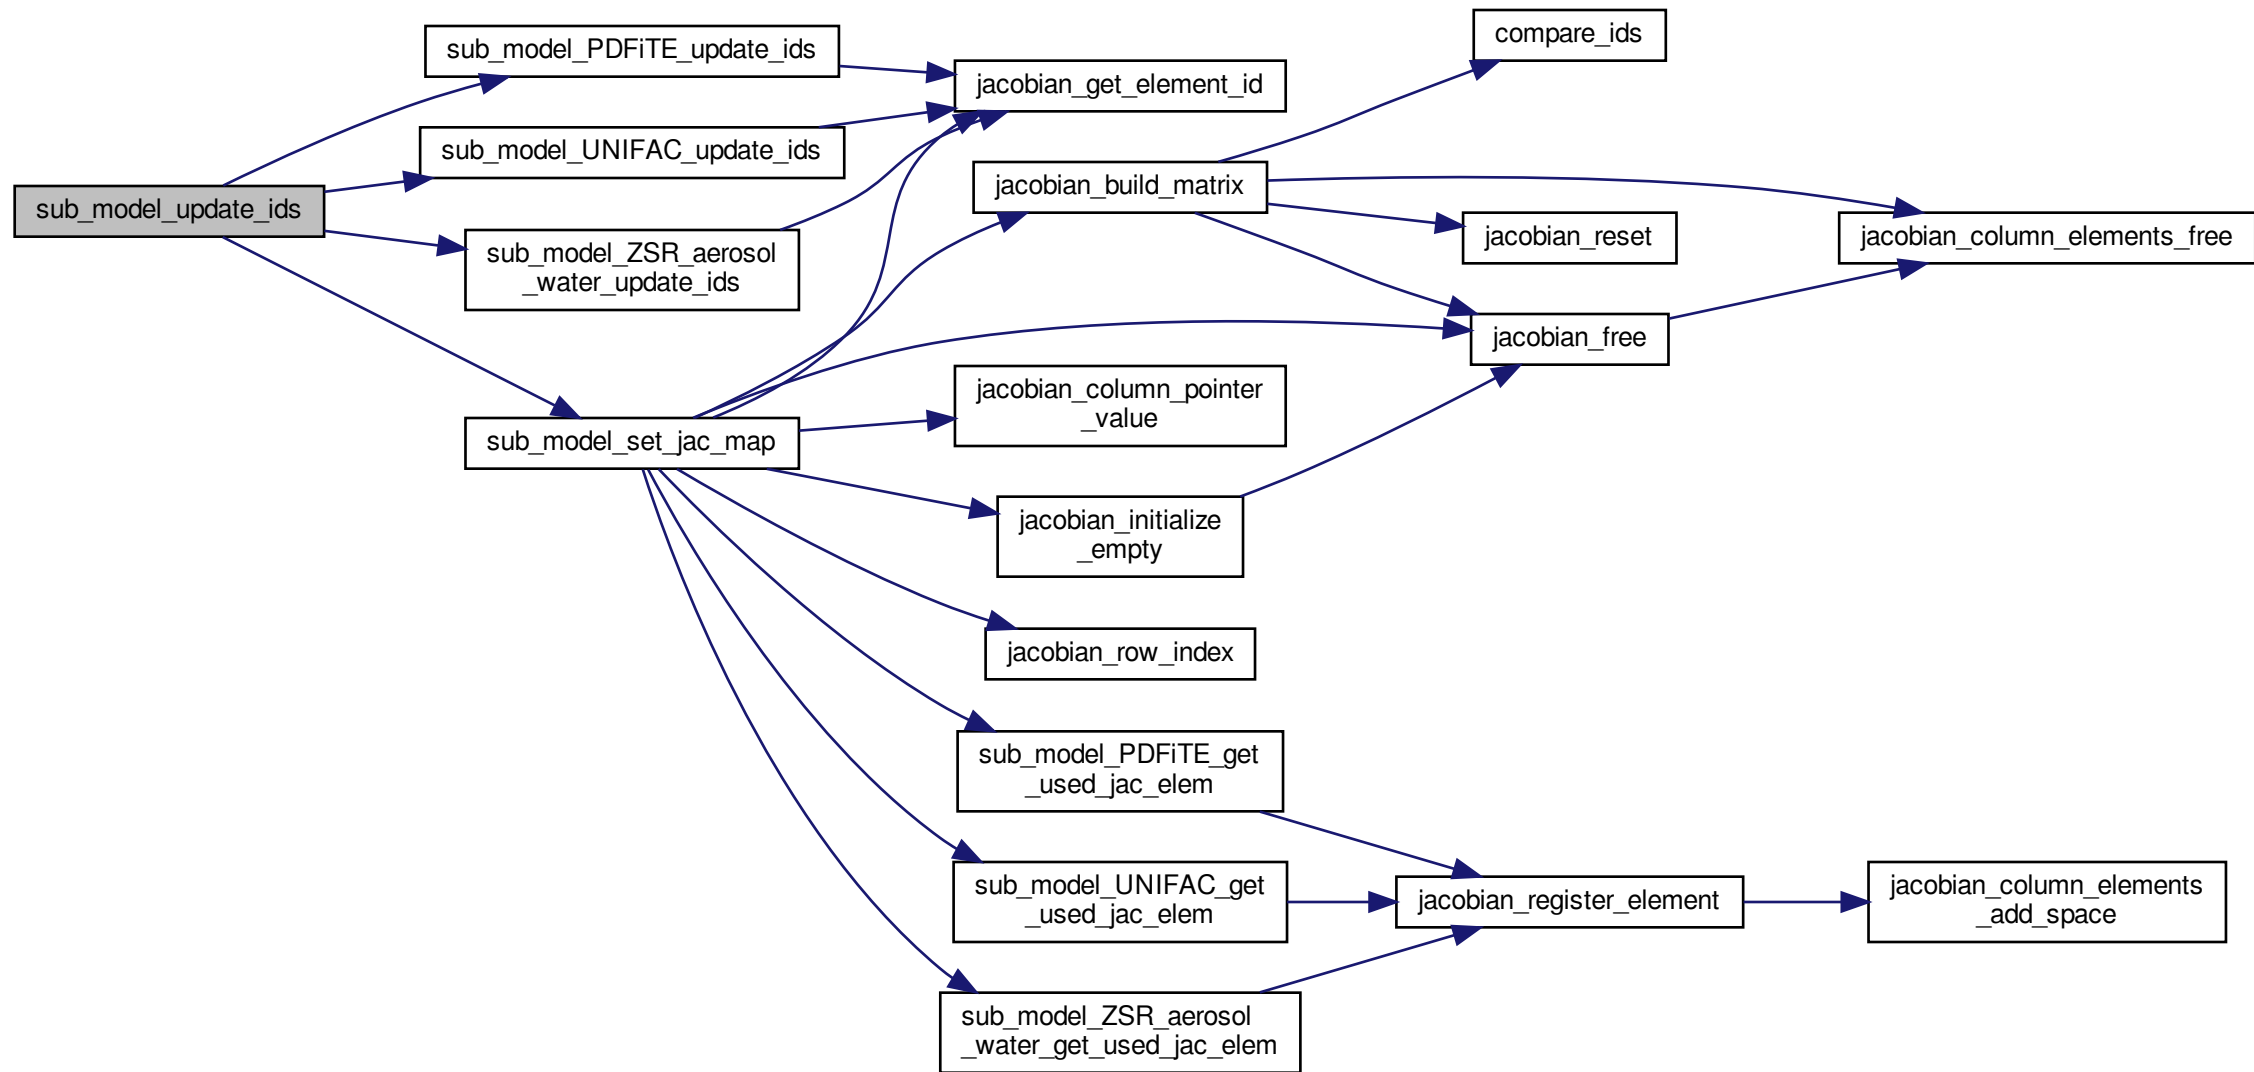 sub_model_update_ids
sub_model_PDFiTE_update_ids
sub_model_UNIFAC_update_ids
sub_model_ZSR_aerosol
_water_update_ids
sub_model_set_jac_map
jacobian_get_element_id
jacobian_build_matrix
jacobian_column_pointer
_value
jacobian_initialize
_empty
jacobian_row_index
sub_model_PDFiTE_get
_used_jac_elem
sub_model_UNIFAC_get
_used_jac_elem
sub_model_ZSR_aerosol
_water_get_used_jac_elem
compare_ids
jacobian_reset
jacobian_free
jacobian_register_element
jacobian_column_elements_free
jacobian_column_elements
_add_space